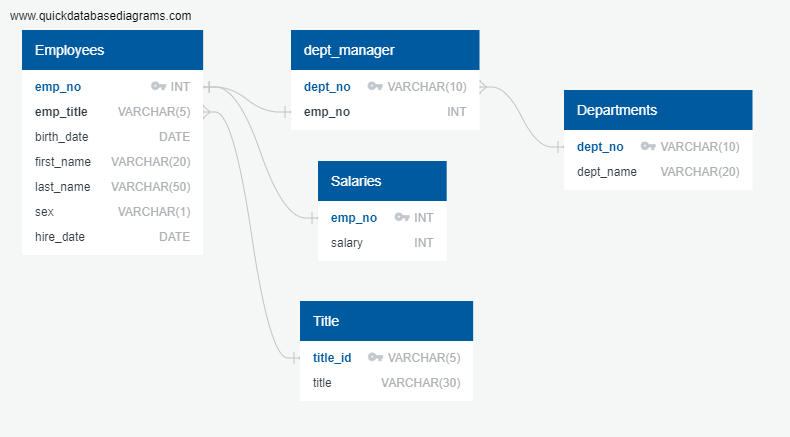 www.quickdatabasediagrams.com
Employees
emp_no INT
emp_title VARCHAR(5)
birth_date DATE
first_name VARCHAR(20)
last_name VARCHAR(50)
sex VARCHAR(1)
hire_date DATE
dept_manager
dept_no VARCHAR(10)
emp_no INT
Departments
dept_no VARCHAR(10)
dept_name VARCHAR(20)
Salaries
emp_no INT
salary INT
Title
title_id VARCHAR(5)
title VARCHAR(30)